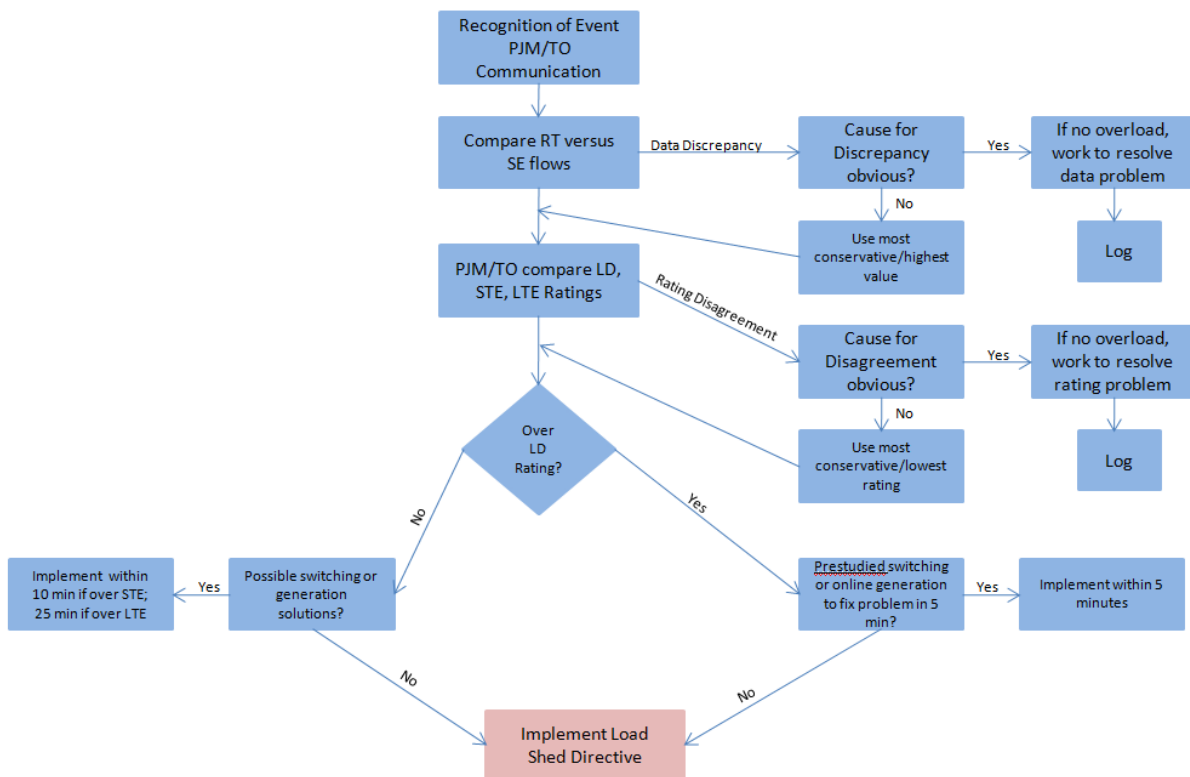 Recognition of Event
PJM/TO
Communication
Compare RT versus
SE flows
Data Discrepancy
Cause for
Discrepancy
obvious?
Yes
If no overload,
work to resolve
data problem
No
Use most
conservative/highest
value
Log
PJM/TO compare LD,
STE, LTE Ratings
Rating Disagreement
Cause for
Disagreement
obvious?
Yes
If no overload,
work to resolve
rating problem
No
Use most
conservative/lowest
rating
Log
Over
LD
Rating?
No
Yes
Implement within
10 min if over STE;
25 min if over LTE
Yes
Possible switching or
generation
solutions?
Prestudied switching
or online generation
to fix problem in 5
min?
Yes
Implement within 5
minutes
No
No
Implement Load
Shed Directive